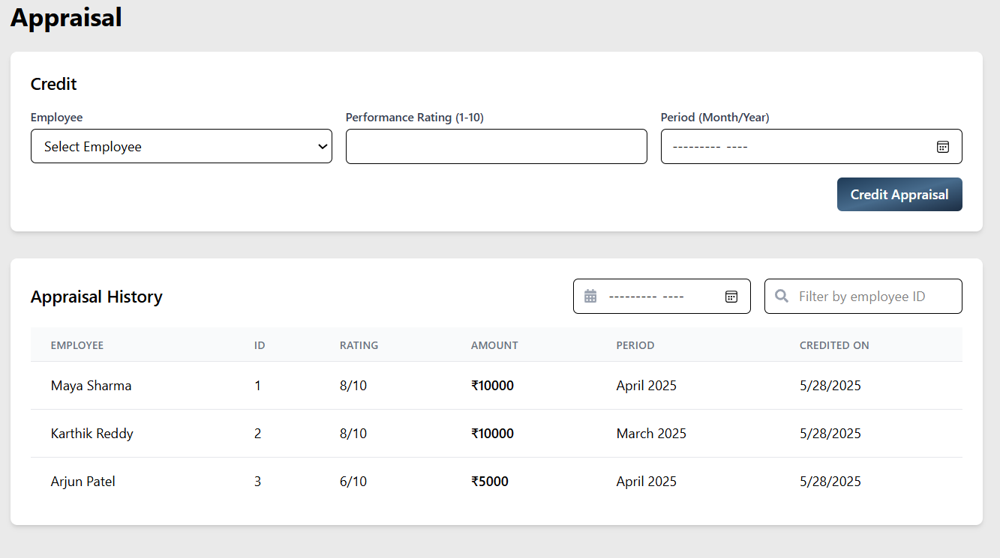 Appraisal
Credit
Employee Performance Rating (1-10) Period (Month/Year)
Select Employee --------- ----
Credit Appraisal
Appraisal History --------- ---- Filter by employee ID
EMPLOYEE ID RATING AMOUNT PERIOD CREDITED ON
Maya Sharma 1 8/10 ₹10000 April 2025 5/28/2025
Karthik Reddy 2 8/10 ₹10000 March 2025 5/28/2025
Arjun Patel 3 6/10 ₹5000 April 2025 5/28/2025